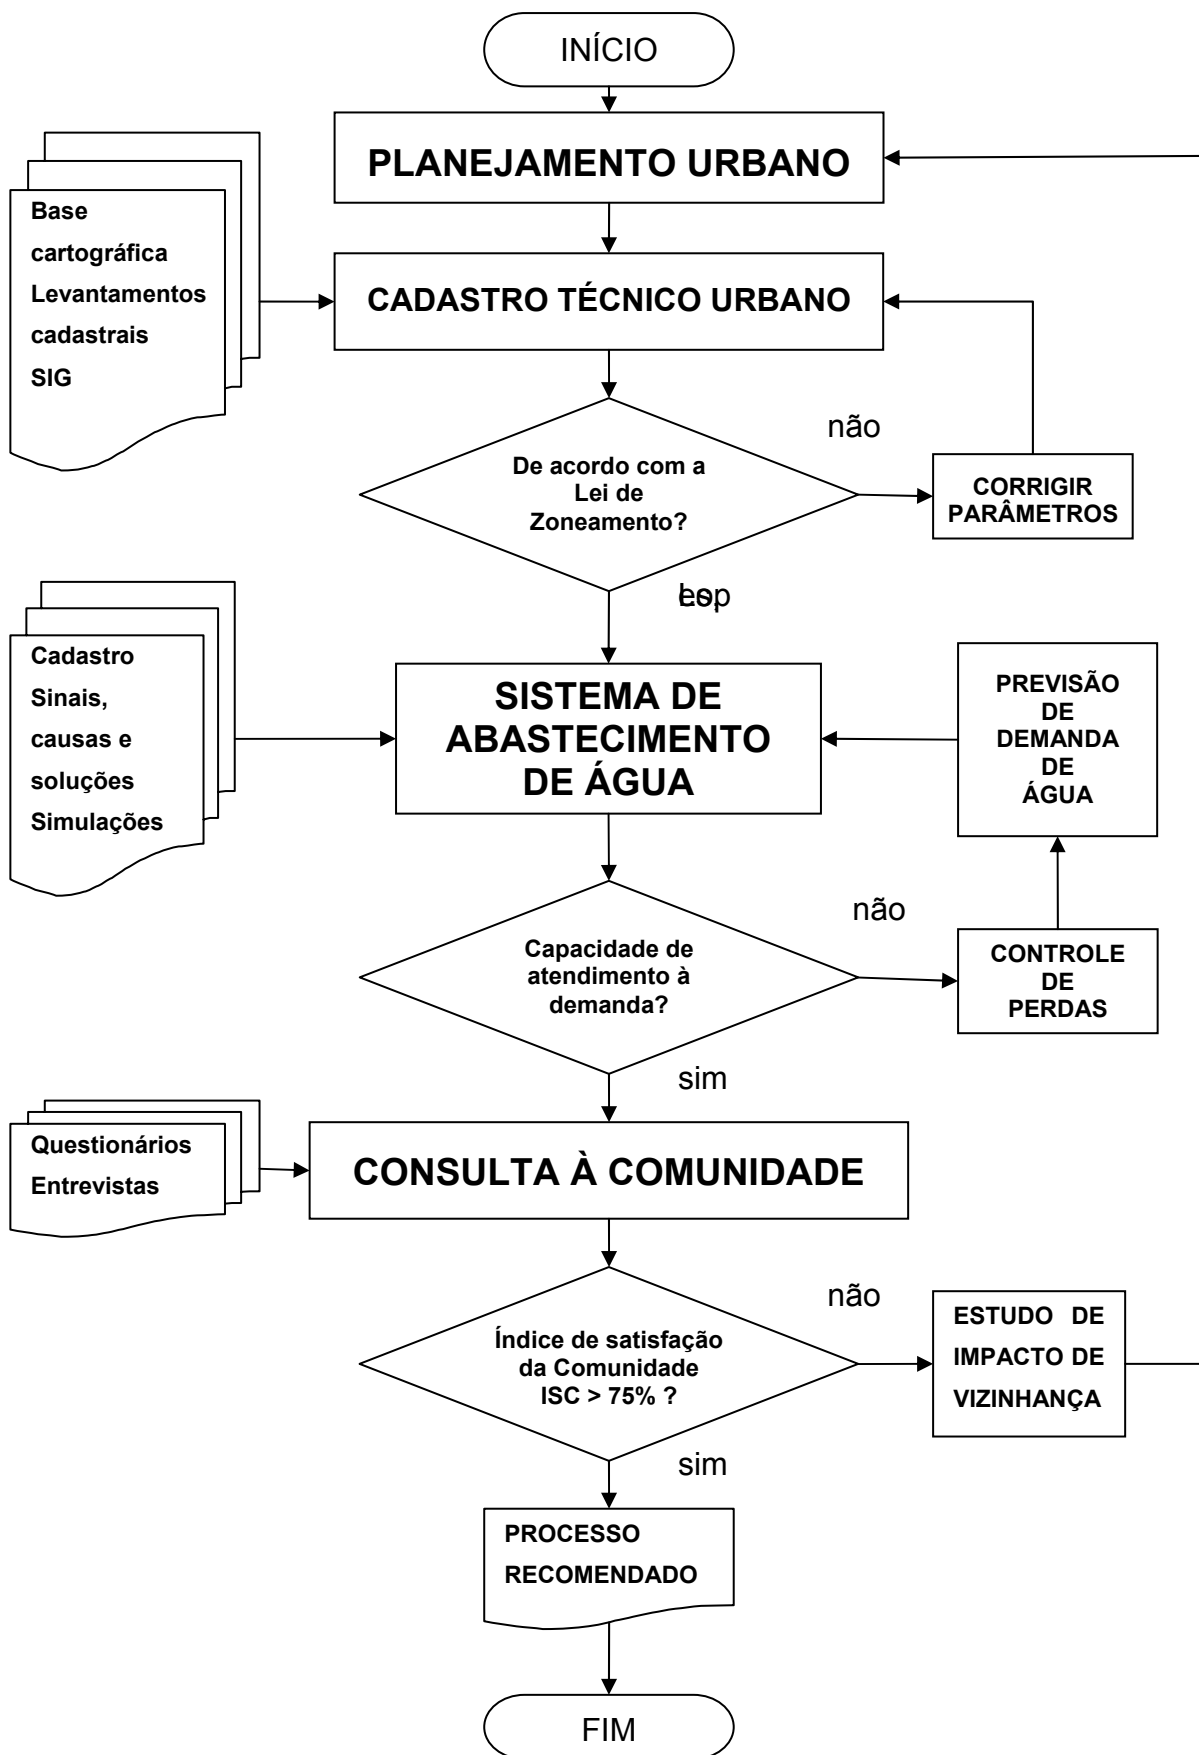 INÍCIO
PLANEJAMENTO URBANO
Base
cartográfica
Levantamentos
cadastrais
SIG
CADASTRO TÉCNICO URBANO
não
De acordo com a
Lei de
Zoneamento?
CORRIGIR
PARÂMETROS
Cadastro
Sinais,
causas e
soluções
Simulações
SISTEMA DE
ABASTECIMENTO
DE ÁGUA
PREVISÃO
DE
DEMANDA
DE
ÁGUA
não
Capacidade de
atendimento à
demanda?
CONTROLE
DE
PERDAS
sim
Questionários
Entrevistas
CONSULTA À COMUNIDADE
não
Índice de satisfação
da Comunidade
ISC > 75% ?
ESTUDO DE
IMPACTO DE
VIZINHANÇA
sim
PROCESSO
RECOMENDADO
FIM